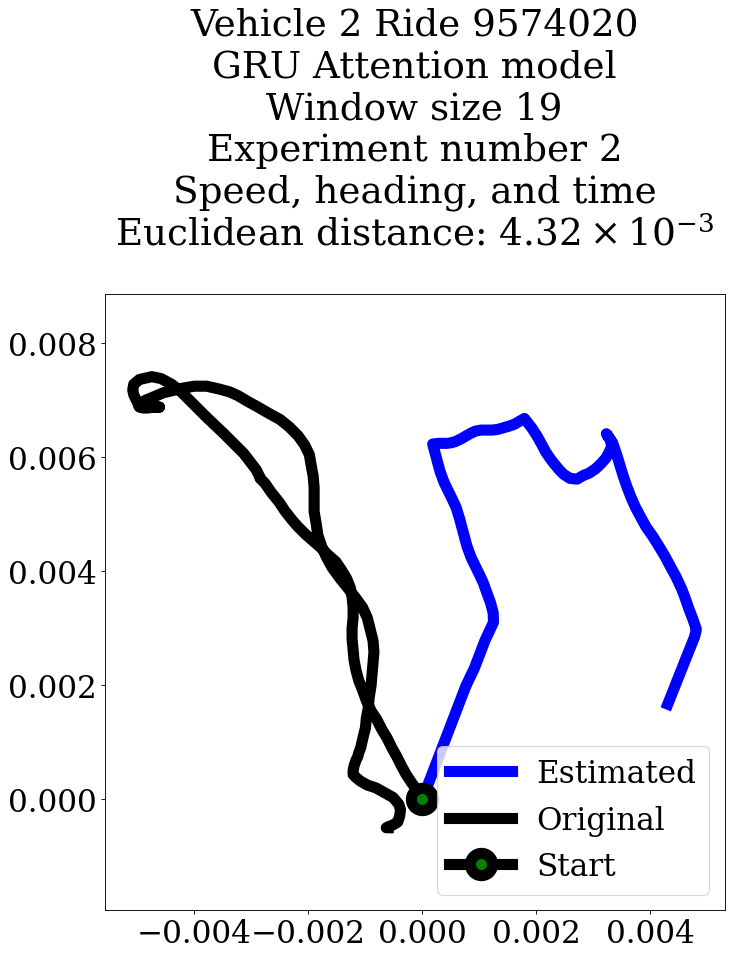 Vehicle 2 Ride 9574020
GRU Attention model
Window size 19
Experiment number 2
Speed, heading, and time
Euclidean distance: 4.32 × 10⁻³
0.008
0.006
0.004
0.002
0.000
Estimated
Original
Start
−0.004 −0.002 0.000 0.002 0.004